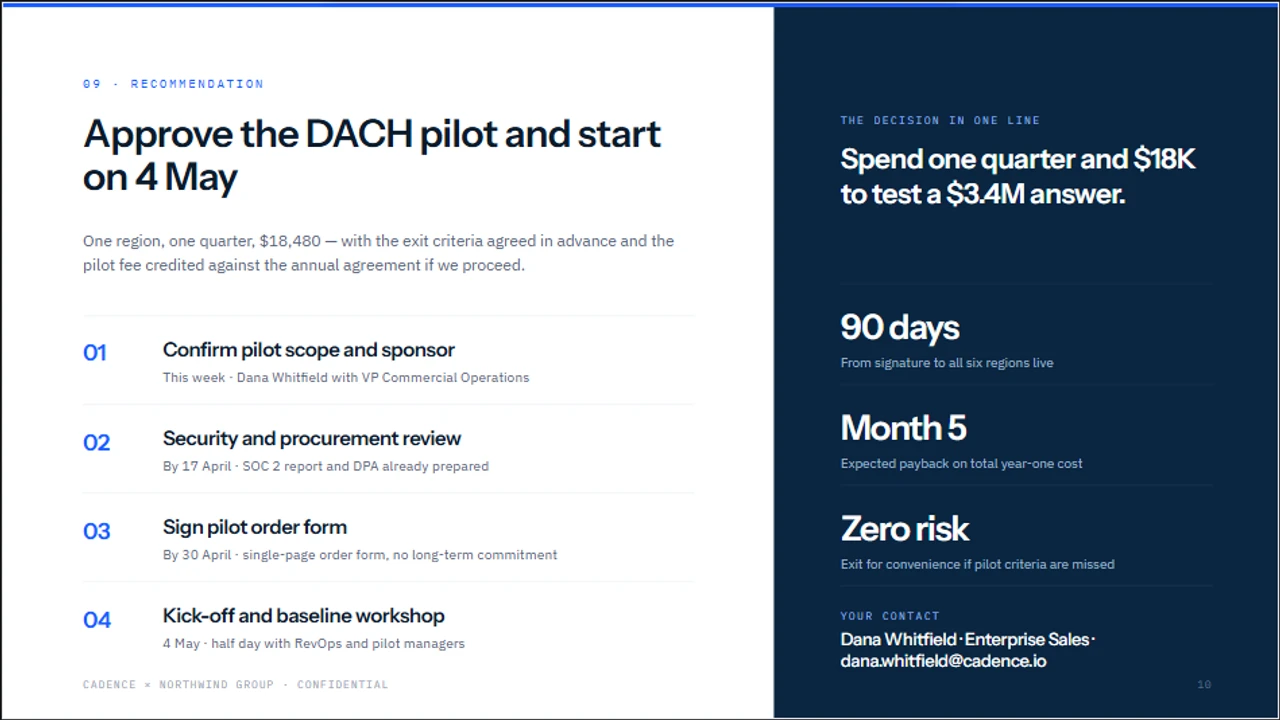 09 · RECOMMENDATION
Approve the DACH pilot and start
on 4 May
One region, one quarter, $18,480 — with the exit criteria agreed in advance and the
pilot fee credited against the annual agreement if we proceed.
01
Confirm pilot scope and sponsor
This week · Dana Whitfield with VP Commercial Operations
02
Security and procurement review
By 17 April · SOC 2 report and DPA already prepared
03
Sign pilot order form
By 30 April · single-page order form, no long-term commitment
04
Kick-off and baseline workshop
4 May · half day with RevOps and pilot managers
CADENCE × NORTHWIND GROUP · CONFIDENTIAL
THE DECISION IN ONE LINE
Spend one quarter and $18K
to test a $3.4M answer.
90 days
From signature to all six regions live
Month 5
Expected payback on total year-one cost
Zero risk
Exit for convenience if pilot criteria are missed
YOUR CONTACT
Dana Whitfield · Enterprise Sales ·
dana.whitfield@cadence.io
10